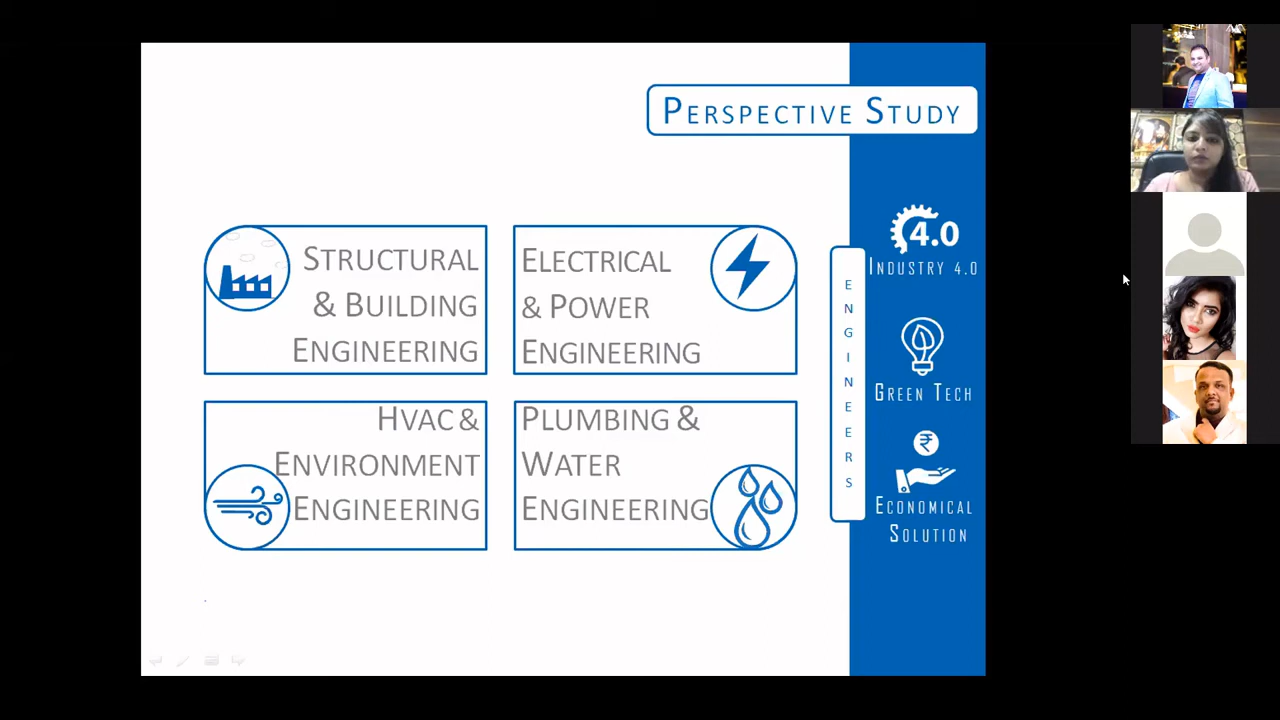 PERSPECTIVE STUDY
STRUCTURAL
& BUILDING
ENGINEERING
ELECTRICAL
& POWER
ENGINEERING
HVAC &
ENVIRONMENT
ENGINEERING
PLUMBING &
WATER
ENGINEERING
ENGINEERS
4.0
INDUSTRY 4.0
GREEN TECH
₹
ECONOMICAL
SOLUTION